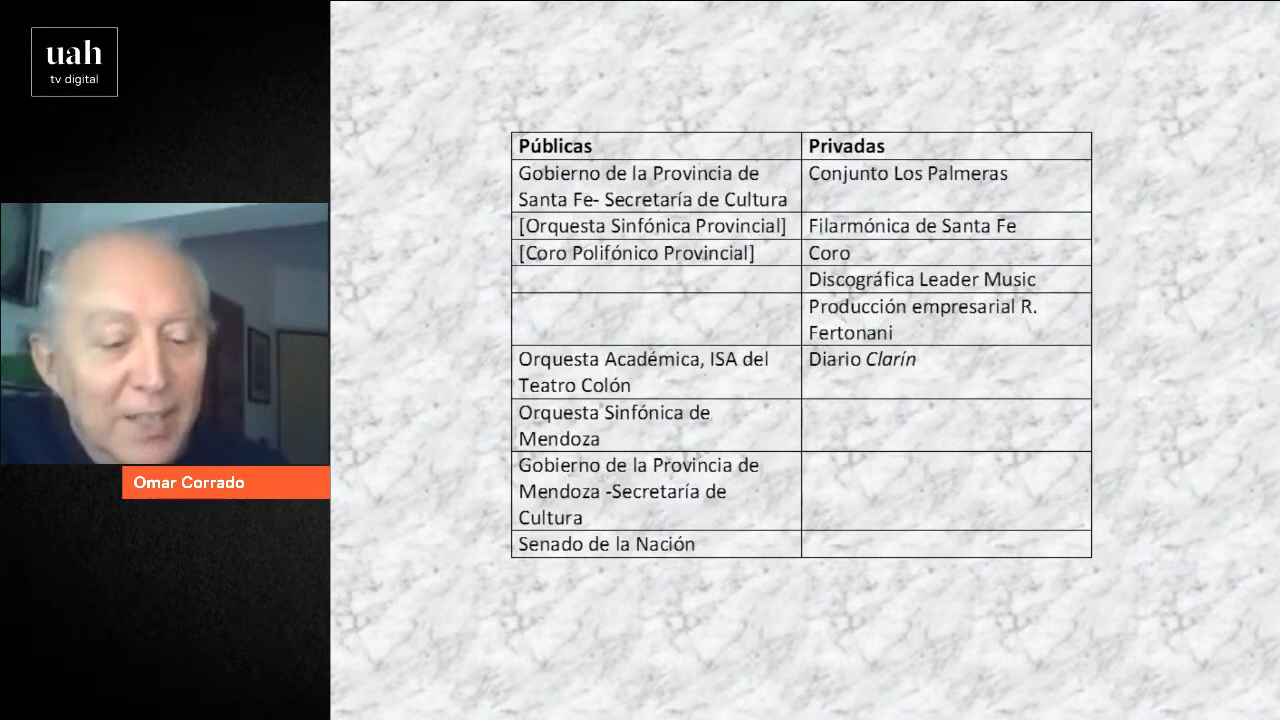 uah
tv digital
Omar Corrado
Públicas
Privadas
Gobierno de la Provincia de
Santa Fe- Secretaría de Cultura
Conjunto Los Palmeras
[Orquesta Sinfónica Provincial]
Filarmónica de Santa Fe
[Coro Polifónico Provincial]
Coro
Discográfica Leader Music
Producción empresarial R.
Fertonani
Orquesta Académica, ISA del
Teatro Colón
Diario Clarín
Orquesta Sinfónica de
Mendoza
Gobierno de la Provincia de
Mendoza -Secretaría de
Cultura
Senado de la Nación